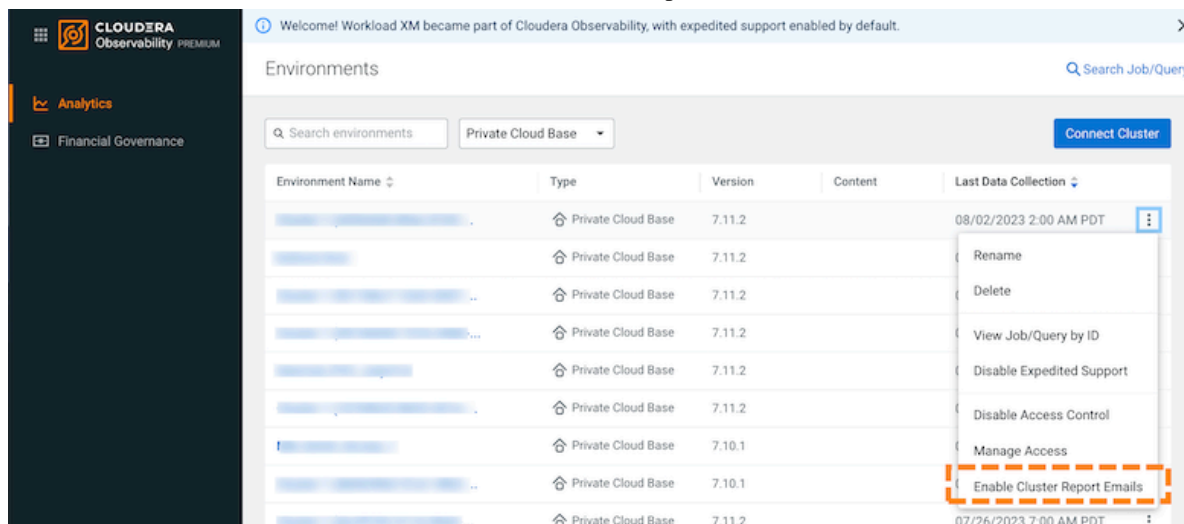 CLOUDERA
Observability PREMIUM
Analytics
Financial Governance
Welcome! Workload XM became part of Cloudera Observability, with expedited support enabled by default.
Environments
Search Job/Query
Search environments
Private Cloud Base
Connect Cluster
Environment Name Type Version Content Last Data Collection
Private Cloud Base 7.11.2 08/02/2023 2:00 AM PDT
Private Cloud Base 7.11.2
Private Cloud Base 7.11.2
Private Cloud Base 7.11.2
Private Cloud Base 7.11.2
Private Cloud Base 7.11.2
Private Cloud Base 7.10.1
Private Cloud Base 7.10.1
Private Cloud Base 7.11.2 07/26/2023 7:00 AM PDT
Rename
Delete
View Job/Query by ID
Disable Expedited Support
Disable Access Control
Manage Access
Enable Cluster Report Emails